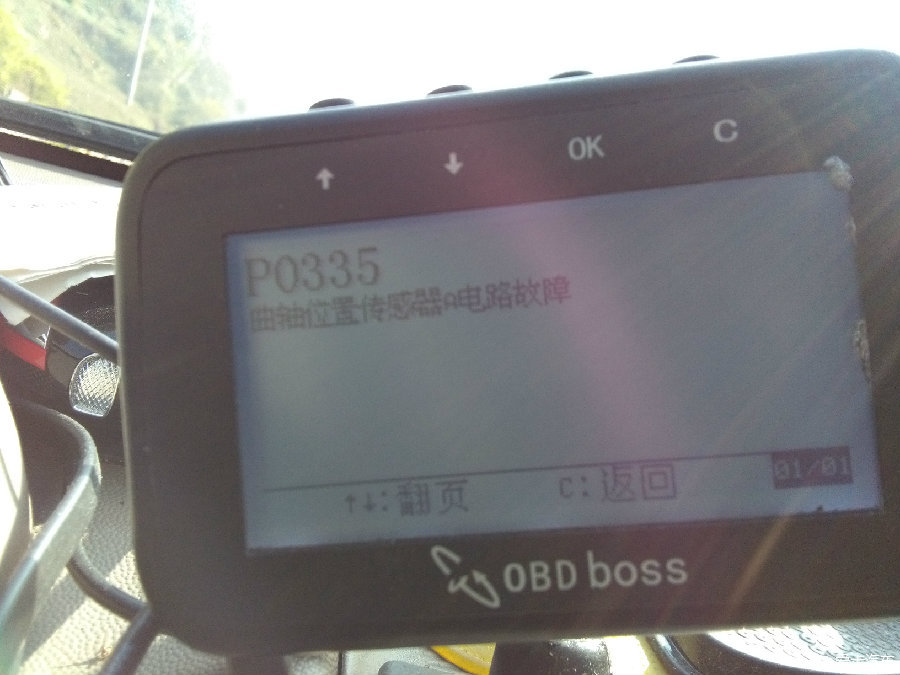 ↑ ↓ OK C
P0335
曲轴位置传感器A电路故障
01/01
↑↓:翻页 C:返回
OBD boss